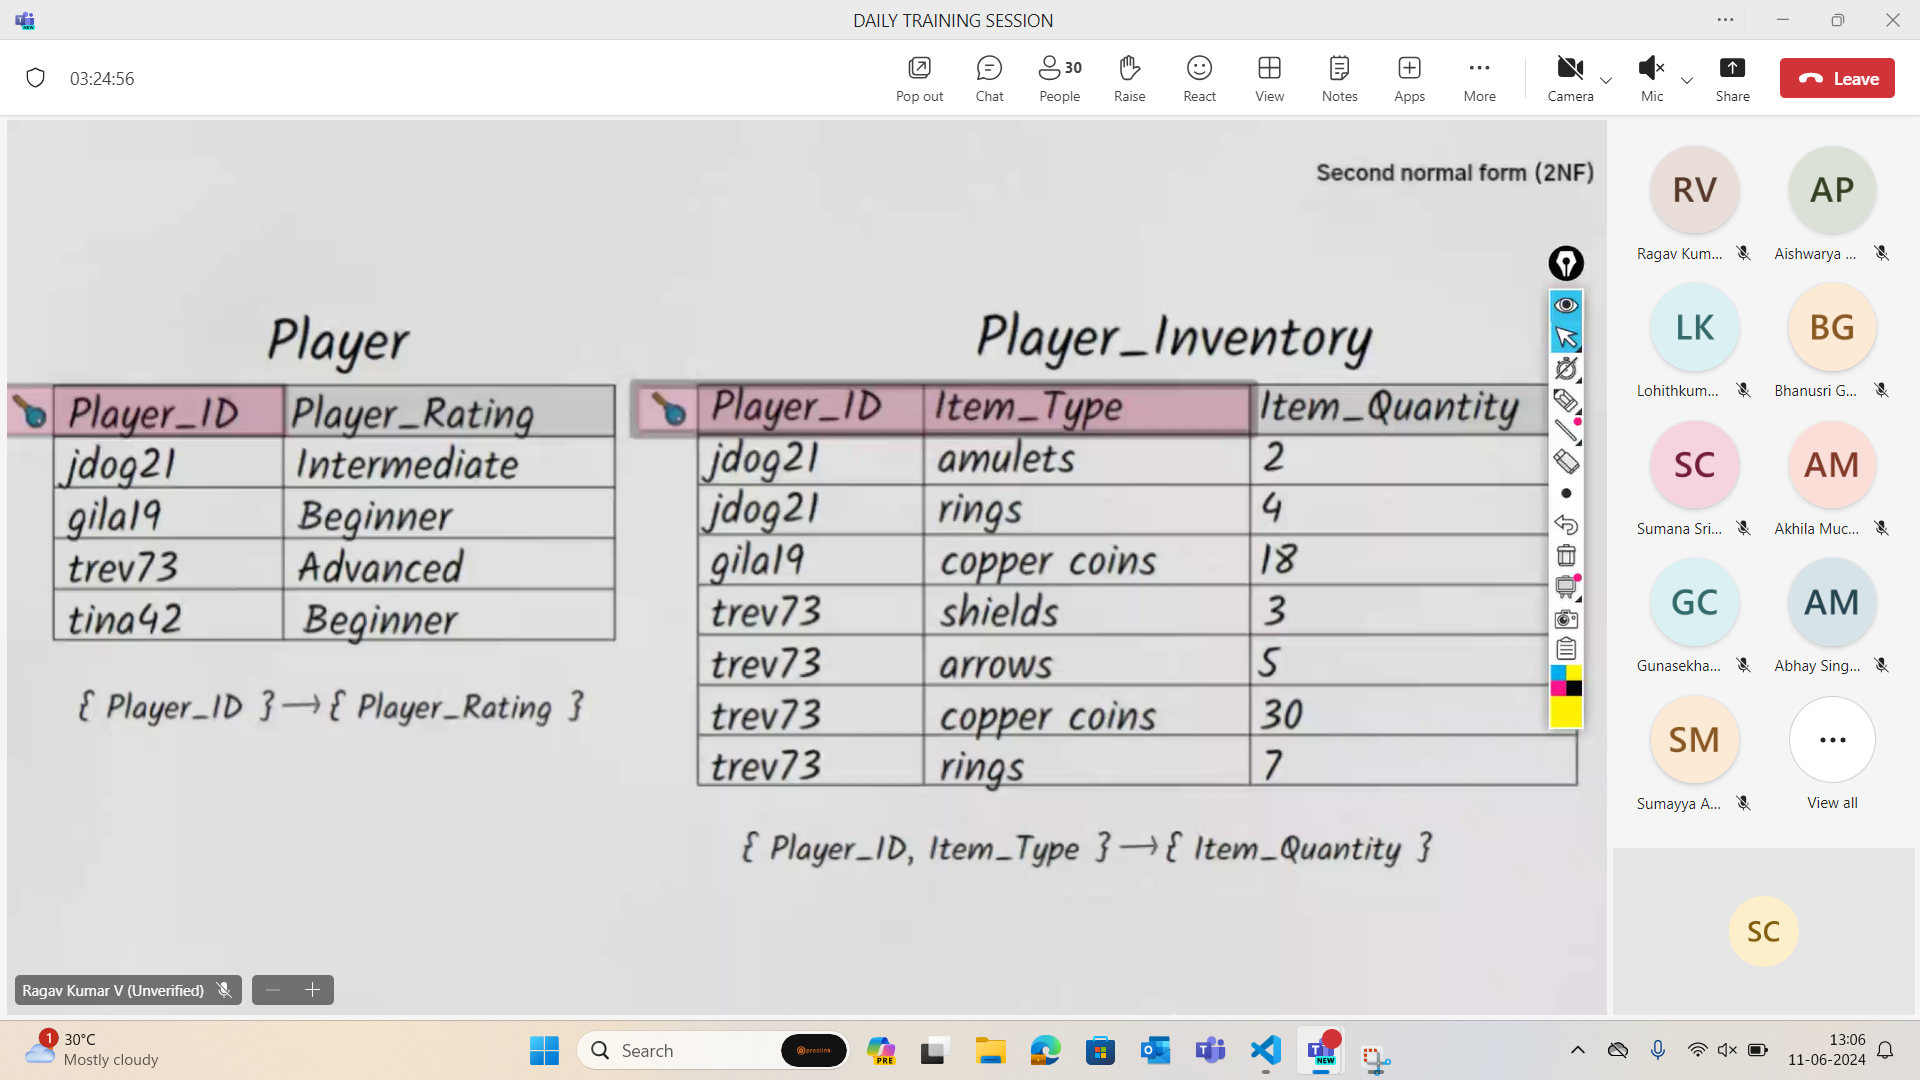 DAILY TRAINING SESSION
03:24:56
Pop out
Chat
30
People
Raise
React
View
Notes
Apps
More
Camera
Mic
Share
Leave
Second normal form (2NF)
Player
Player_ID Player_Rating
jdog21 Intermediate
gila19 Beginner
trev73 Advanced
tina42 Beginner
{ Player_ID } → { Player_Rating }
Player_Inventory
Player_ID Item_Type Item_Quantity
jdog21 amulets 2
jdog21 rings 4
gila19 copper coins 18
trev73 shields 3
trev73 arrows 5
trev73 copper coins 30
trev73 rings 7
{ Player_ID, Item_Type } → { Item_Quantity }
RV AP
Ragav Kum... Aishwarya ...
LK BG
Lohithkum... Bhanusri G...
SC AM
Sumana Sri... Akhila Muc...
GC AM
Gunasekha... Abhay Sing...
SM
Sumayya A... View all
SC
Ragav Kumar V (Unverified)
1
30°C
Mostly cloudy
Search
proolink
PRE
NEW
13:06
11-06-2024